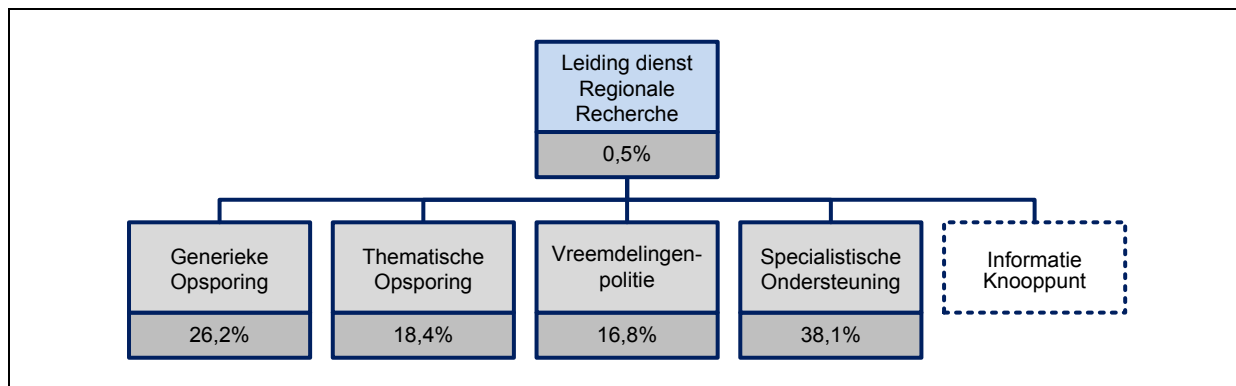 Leiding dienst
Regionale
Recherche
0,5%
Generieke
Opsporing
26,2%
Thematische
Opsporing
18,4%
Vreemdelingen-
politie
16,8%
Specialistische
Ondersteuning
38,1%
Informatie
Knooppunt